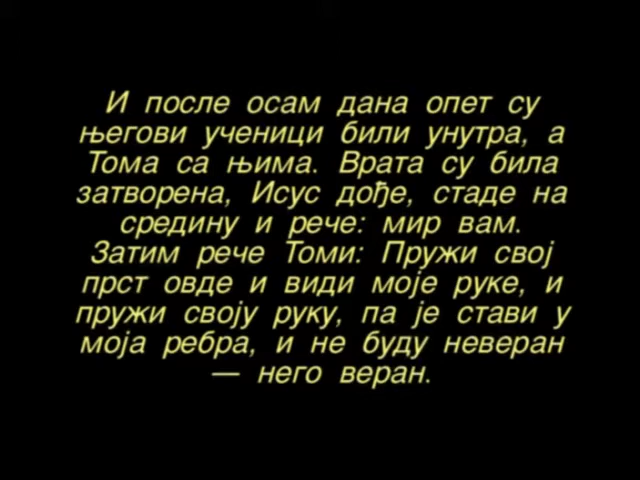 И после осам дана опет су
његови ученици били унутра, а
Тома са њима. Врата су била
затворена, Исус дође, стаде на
средину и рече: мир вам.
Затим рече Томи: Пружи свој
прст овде и види моје руке, и
пружи своју руку, па је стави у
моја ребра, и не буду неверан
— него веран.